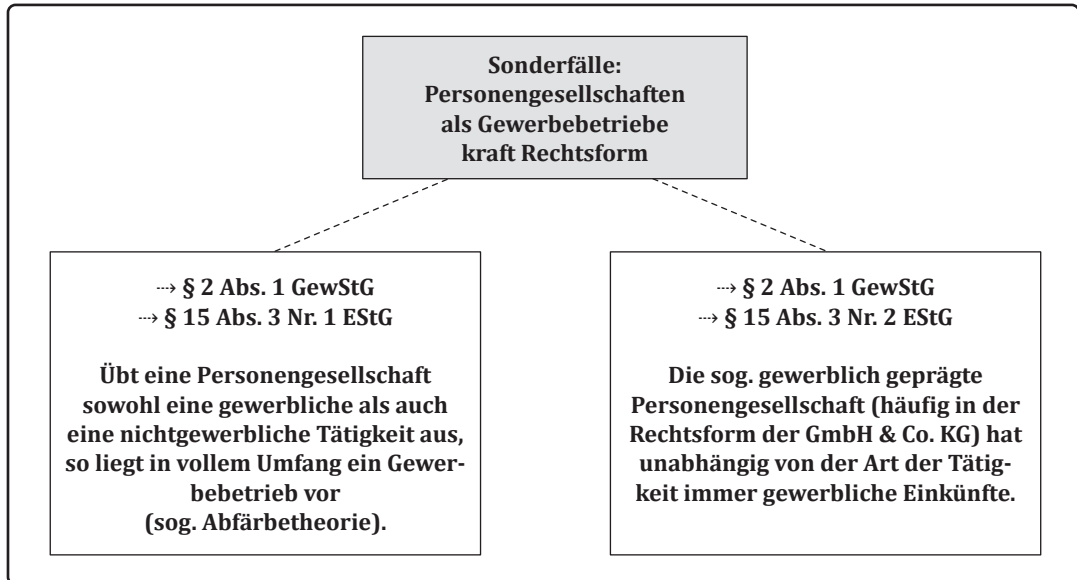 Sonderfälle:
Personengesellschaften
als Gewerbebetriebe
kraft Rechtsform
⤏ § 2 Abs. 1 GewStG
⤏ § 15 Abs. 3 Nr. 1 EStG
Übt eine Personengesellschaft
sowohl eine gewerbliche als auch
eine nichtgewerbliche Tätigkeit aus,
so liegt in vollem Umfang ein Gewer-
bebetrieb vor
(sog. Abfärbetheorie).
⤏ § 2 Abs. 1 GewStG
⤏ § 15 Abs. 3 Nr. 2 EStG
Die sog. gewerblich geprägte
Personengesellschaft (häufig in der
Rechtsform der GmbH & Co. KG) hat
unabhängig von der Art der Tätig-
keit immer gewerbliche Einkünfte.